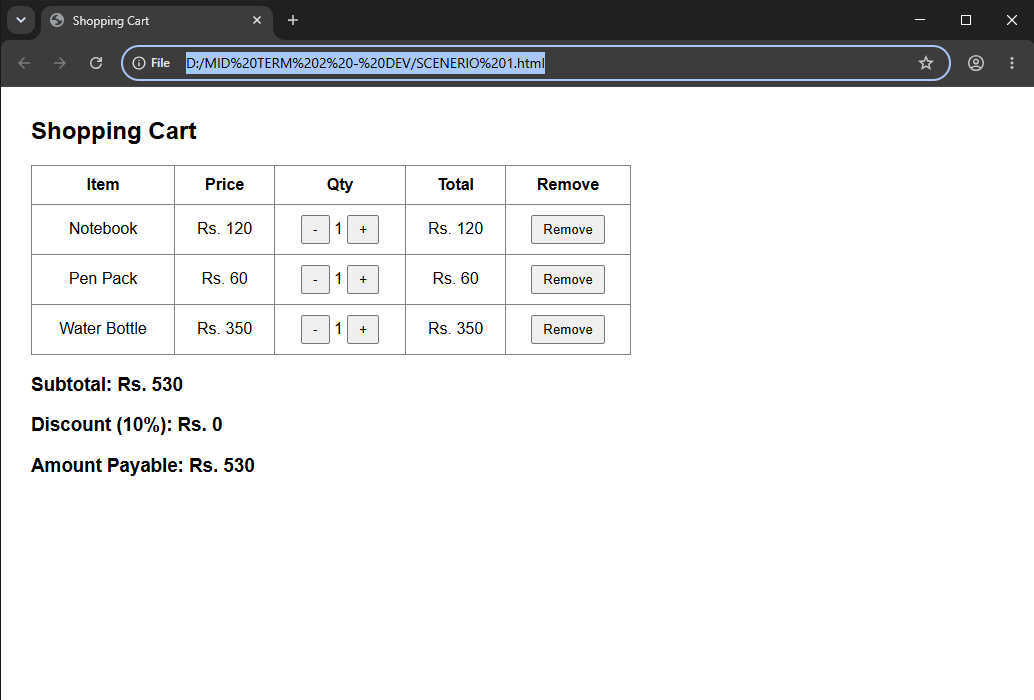 Shopping Cart
File D:/MID%20TERM%202%20-%20DEV/SCENERIO%201.html
Shopping Cart
Item Price Qty Total Remove
Notebook Rs. 120 - 1 + Rs. 120 Remove
Pen Pack Rs. 60 - 1 + Rs. 60 Remove
Water Bottle Rs. 350 - 1 + Rs. 350 Remove
Subtotal: Rs. 530
Discount (10%): Rs. 0
Amount Payable: Rs. 530